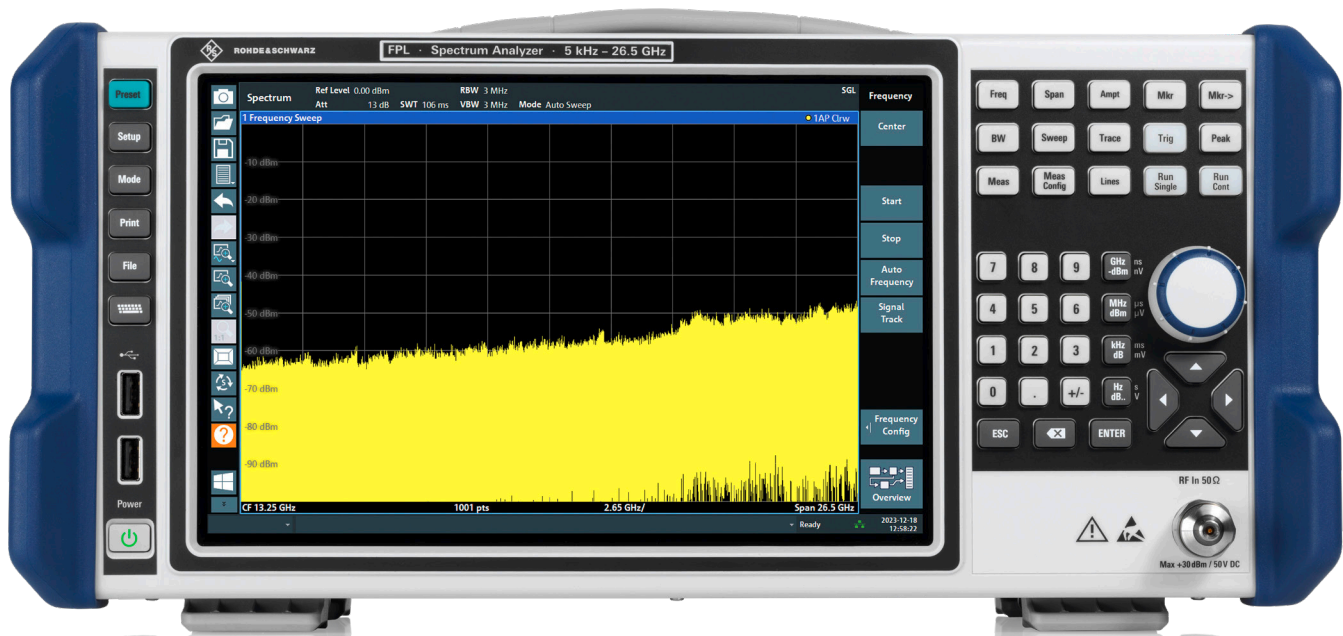 R/S ROHDE&SCHWARZ
FPL · Spectrum Analyzer · 5 kHz – 26.5 GHz
Preset
Setup
Mode
Print
File
Power
Spectrum
Ref Level 0.00 dBm RBW 3 MHz SGL
Att 13 dB SWT 106 ms VBW 3 MHz Mode Auto Sweep
1 Frequency Sweep 1AP Clrw
-10 dBm
-20 dBm
-30 dBm
-40 dBm
-50 dBm
-60 dBm
-70 dBm
-80 dBm
-90 dBm
CF 13.25 GHz 1001 pts 2.65 GHz/ Span 26.5 GHz
Ready
2023-12-18
12:58:22
Frequency
Center
Start
Stop
Auto
Frequency
Signal
Track
Frequency
Config
Overview
Freq Span Ampt Mkr Mkr->
BW Sweep Trace Trig Peak
Meas Meas Config Lines Run Single Run Cont
7 8 9 GHz -dBm ns nV
4 5 6 MHz dBm µs µV
1 2 3 kHz dB ms mV
0 . +/- Hz dB.. s V
ESC ENTER
RF In 50 Ω
Max +30 dBm / 50 V DC